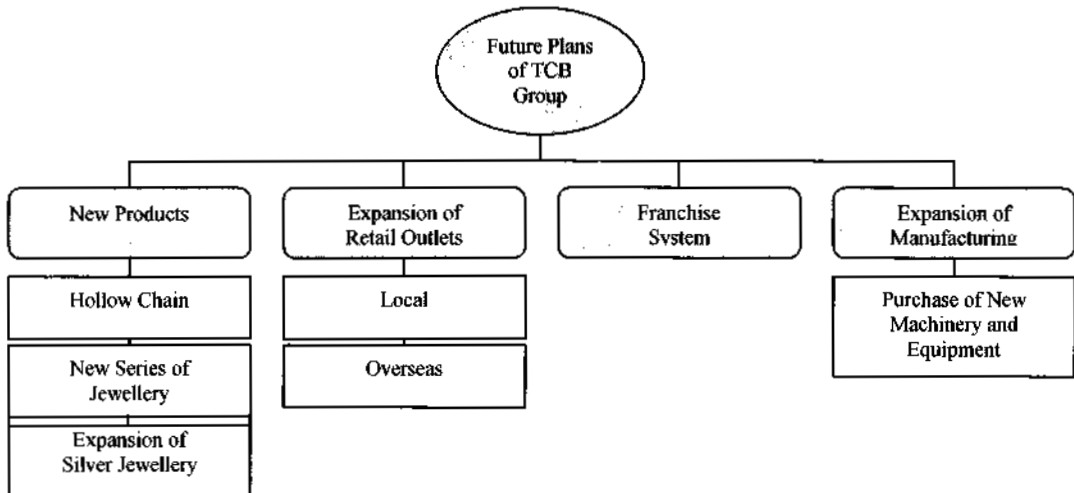 Future Plans
of TCB
Group
New Products
Expansion of
Retail Outlets
Franchise
System
Expansion of
Manufacturing
Hollow Chain
Local
Purchase of New
Machinery and
Equipment
New Series of
Jewellery
Overseas
Expansion of
Silver Jewellery